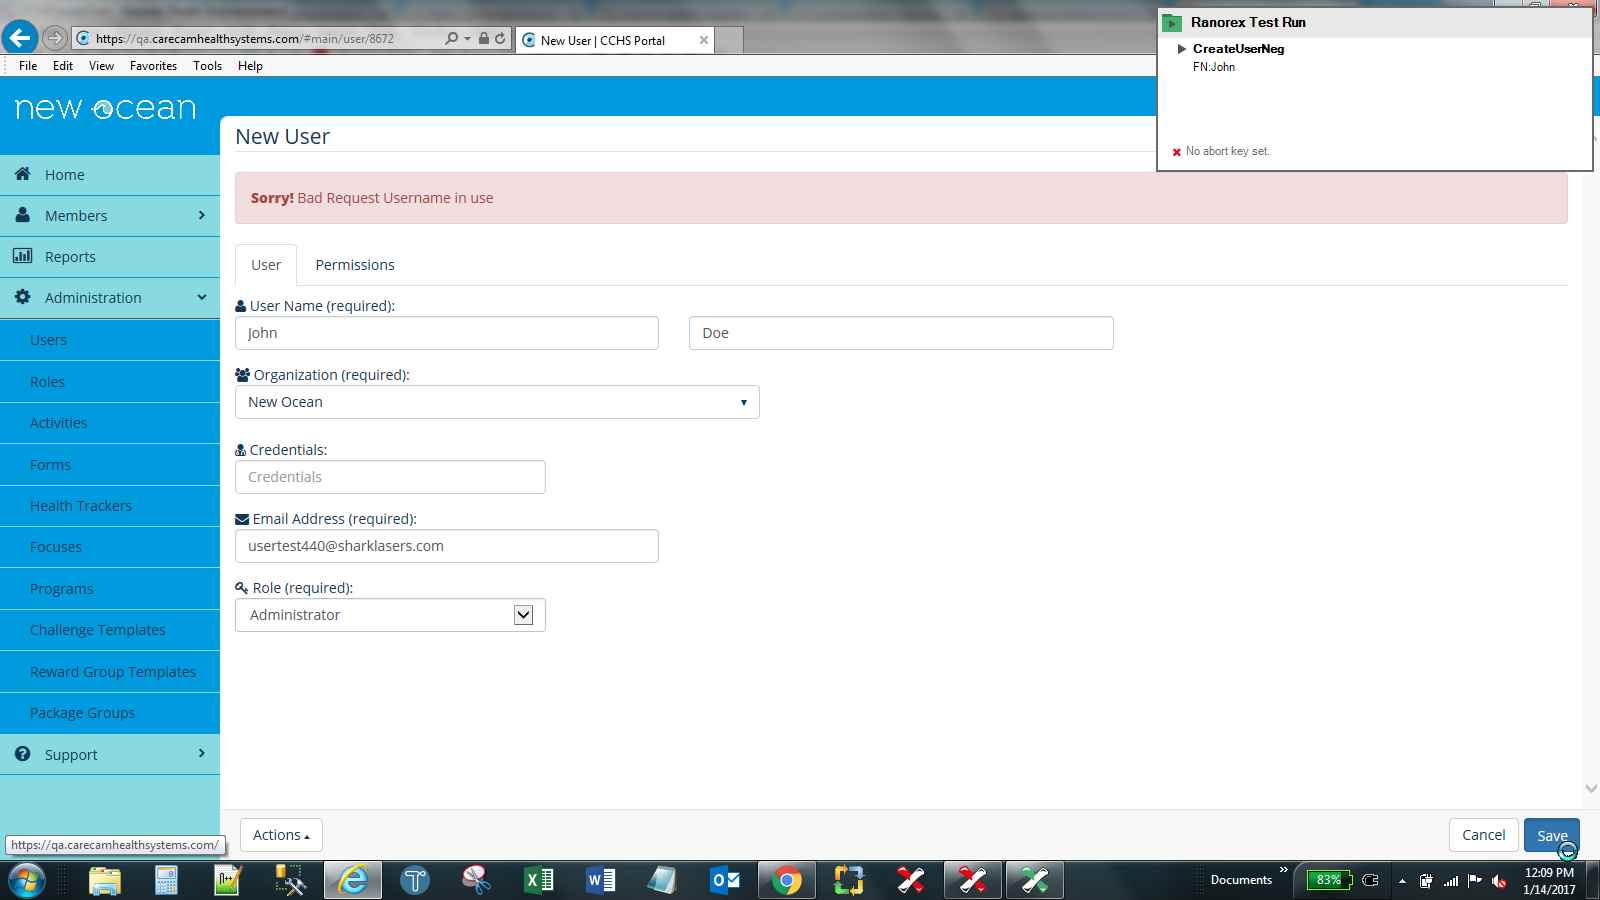 https://qa.carecamhealthsystems.com/#main/user/8672
New User | CCHS Portal
File Edit View Favorites Tools Help
Ranorex Test Run
CreateUserNeg
FN:John
No abort key set.
new ocean
New User
Sorry! Bad Request Username in use
Home
Members
Reports
Administration
Users
Roles
Activities
Forms
Health Trackers
Focuses
Programs
Challenge Templates
Reward Group Templates
Package Groups
Support
User Permissions
User Name (required):
John Doe
Organization (required):
New Ocean
Credentials:
Credentials
Email Address (required):
usertest440@sharklasers.com
Role (required):
Administrator
Actions
Cancel Save
https://qa.carecamhealthsystems.com/
Documents
83%
12:09 PM
1/14/2017